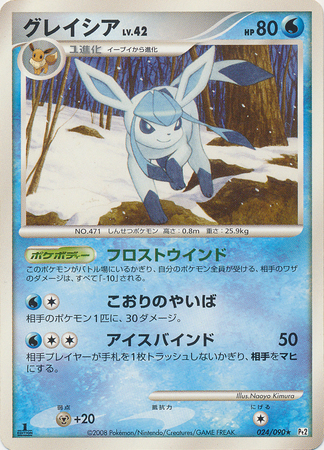 グレイシア LV.42 HP80
1進化 イーブイから進化
NO.471 しんせつポケモン 高さ：0.8m 重さ：25.9kg
ポケボディー フロストウインド
このポケモンがバトル場にいるかぎり、自分のポケモン全員が受ける、相手のワザ
のダメージは、すべて「-10」される。
こおりのやいば
相手のポケモン1匹に、30ダメージ。
アイスバインド 50
相手プレイヤーが手札を1枚トラッシュしないかぎり、相手をマヒ
にする。
Illus.Naoyo Kimura
弱点 抵抗力 にげる
+20
1
©2008 Pokémon/Nintendo/Creatures/GAME FREAK. 024/090★ Pt2